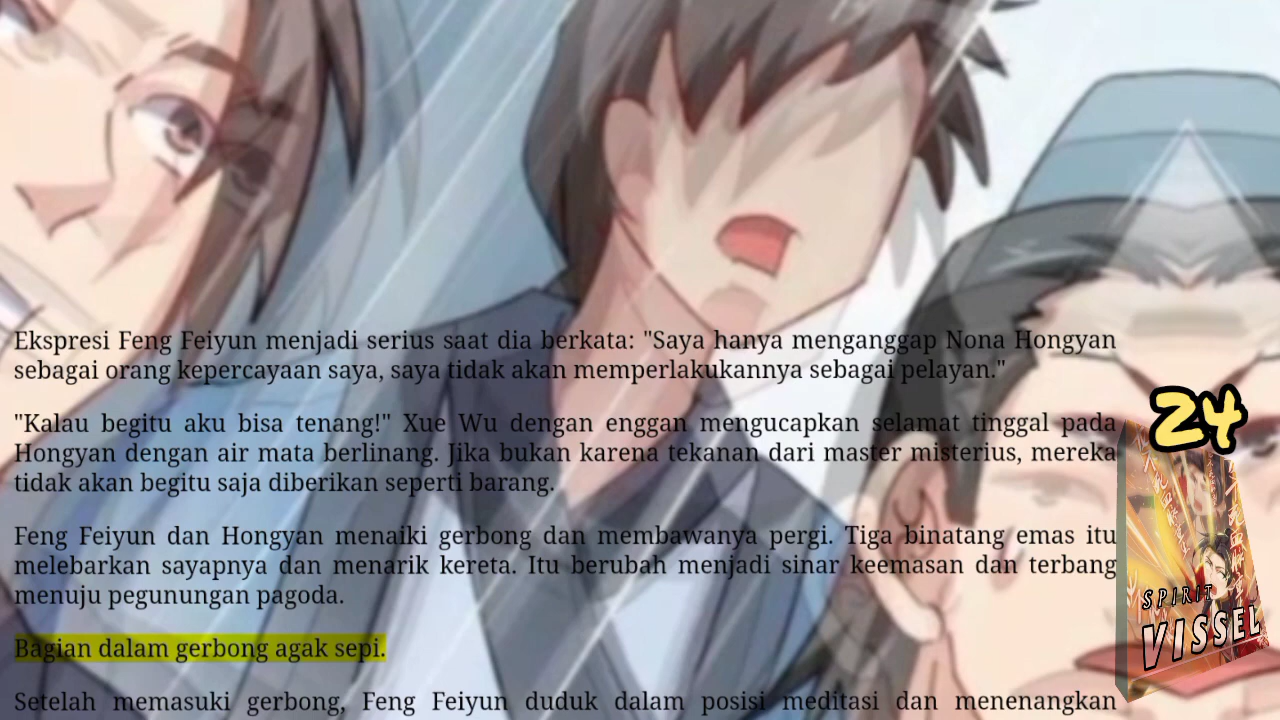 Ekspresi Feng Feiyun menjadi serius saat dia berkata: "Saya hanya menganggap Nona Hongyan
sebagai orang kepercayaan saya, saya tidak akan memperlakukannya sebagai pelayan."
"Kalau begitu aku bisa tenang!" Xue Wu dengan enggan mengucapkan selamat tinggal pada
Hongyan dengan air mata berlinang. Jika bukan karena tekanan dari master misterius, mereka
tidak akan begitu saja diberikan seperti barang.
Feng Feiyun dan Hongyan menaiki gerbong dan membawanya pergi. Tiga binatang emas itu
melebarkan sayapnya dan menarik kereta. Itu berubah menjadi sinar keemasan dan terbang
menuju pegunungan pagoda.
Bagian dalam gerbong agak sepi.
Setelah memasuki gerbong, Feng Feiyun duduk dalam posisi meditasi dan menenangkan
24
SPIRIT
VISSEL